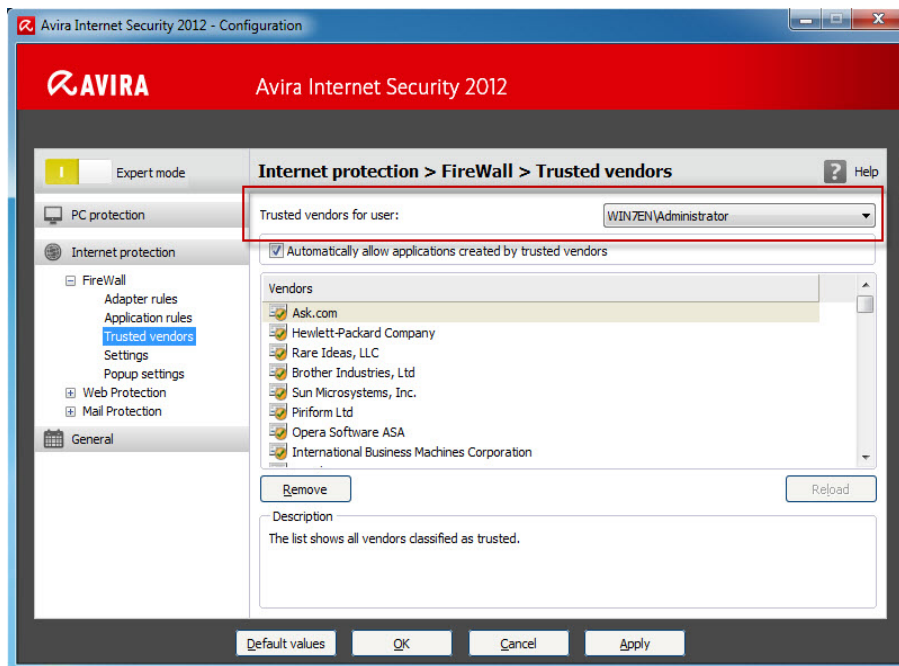 Avira Internet Security 2012 - Configuration
AVIRA
Avira Internet Security 2012
Expert mode
Internet protection > FireWall > Trusted vendors
? Help
PC protection
Trusted vendors for user:
WIN7EN\Administrator
Internet protection
Automatically allow applications created by trusted vendors
FireWall
Adapter rules
Application rules
Trusted vendors
Settings
Popup settings
Web Protection
Mail Protection
General
Vendors
Ask.com
Hewlett-Packard Company
Rare Ideas, LLC
Brother Industries, Ltd
Sun Microsystems, Inc.
Piriform Ltd
Opera Software ASA
International Business Machines Corporation
Remove
Reload
Description
The list shows all vendors classified as trusted.
Default values
OK
Cancel
Apply